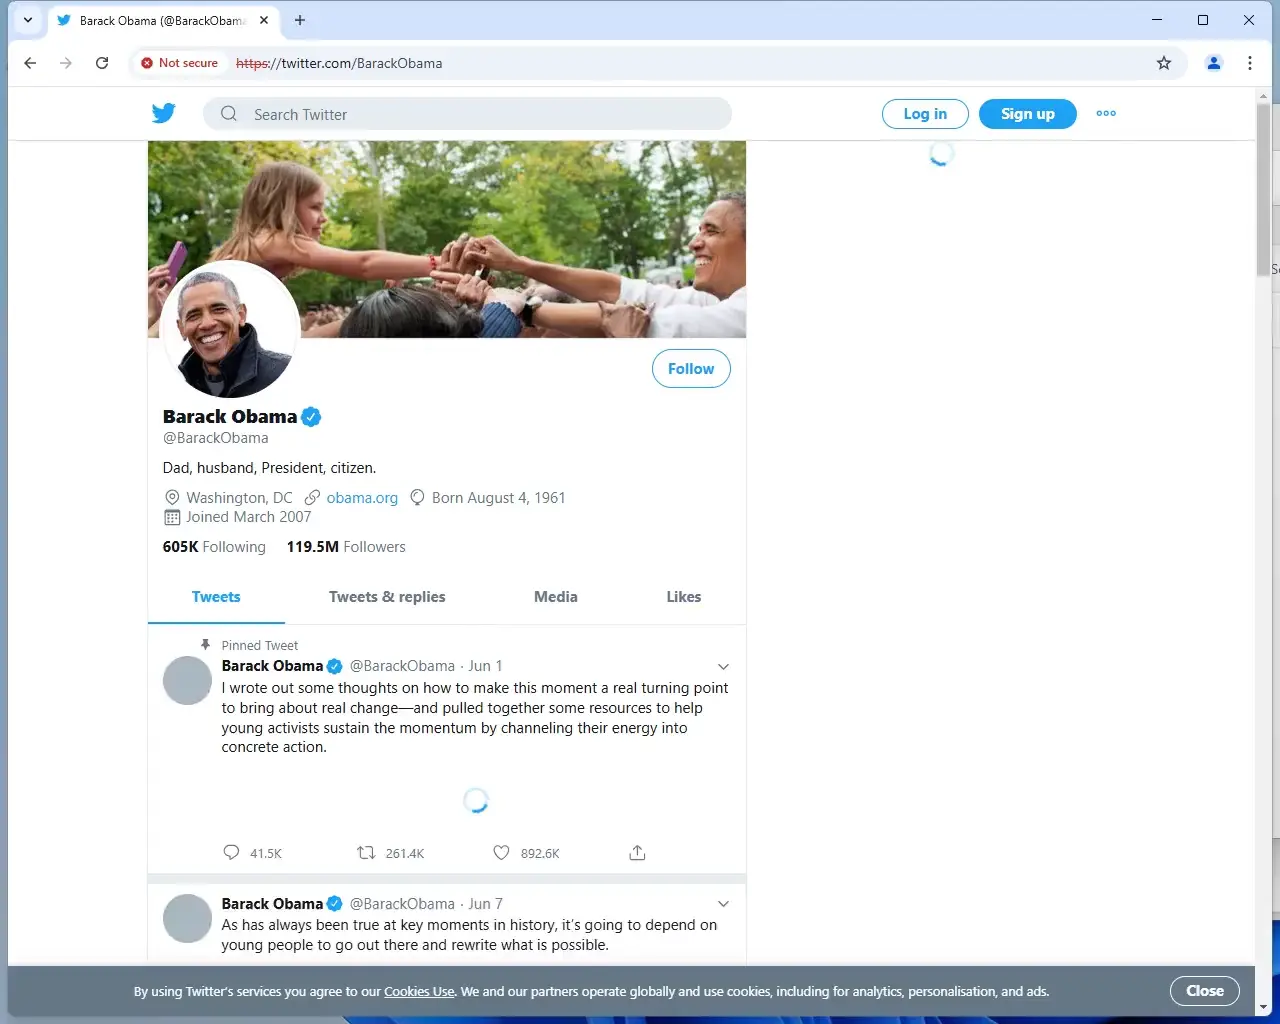 Barack Obama (@BarackObama
Not secure
https://twitter.com/BarackObama
Search Twitter
Log in
Sign up
Follow
Barack Obama
@BarackObama
Dad, husband, President, citizen.
Washington, DC obama.org Born August 4, 1961
Joined March 2007
605K Following 119.5M Followers
Tweets Tweets & replies Media Likes
Pinned Tweet
Barack Obama @BarackObama · Jun 1
I wrote out some thoughts on how to make this moment a real turning point
to bring about real change—and pulled together some resources to help
young activists sustain the momentum by channeling their energy into
concrete action.
41.5K 261.4K 892.6K
Barack Obama @BarackObama · Jun 7
As has always been true at key moments in history, it's going to depend on
young people to go out there and rewrite what is possible.
By using Twitter's services you agree to our Cookies Use. We and our partners operate globally and use cookies, including for analytics, personalisation, and ads.
Close